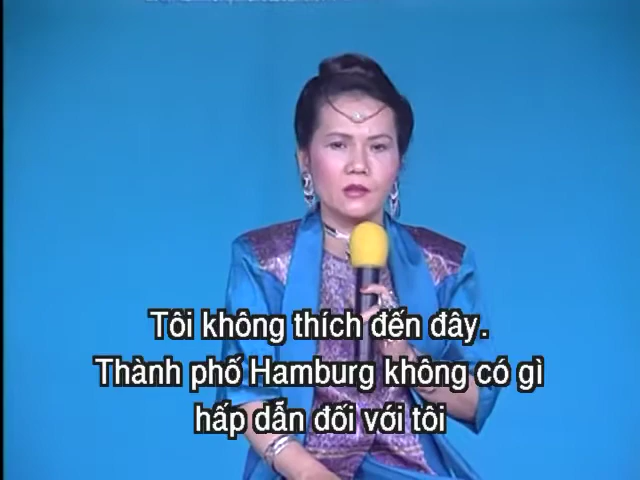 Tôi không thích đến đây.
Thành phố Hamburg không có gì
hấp dẫn đối với tôi